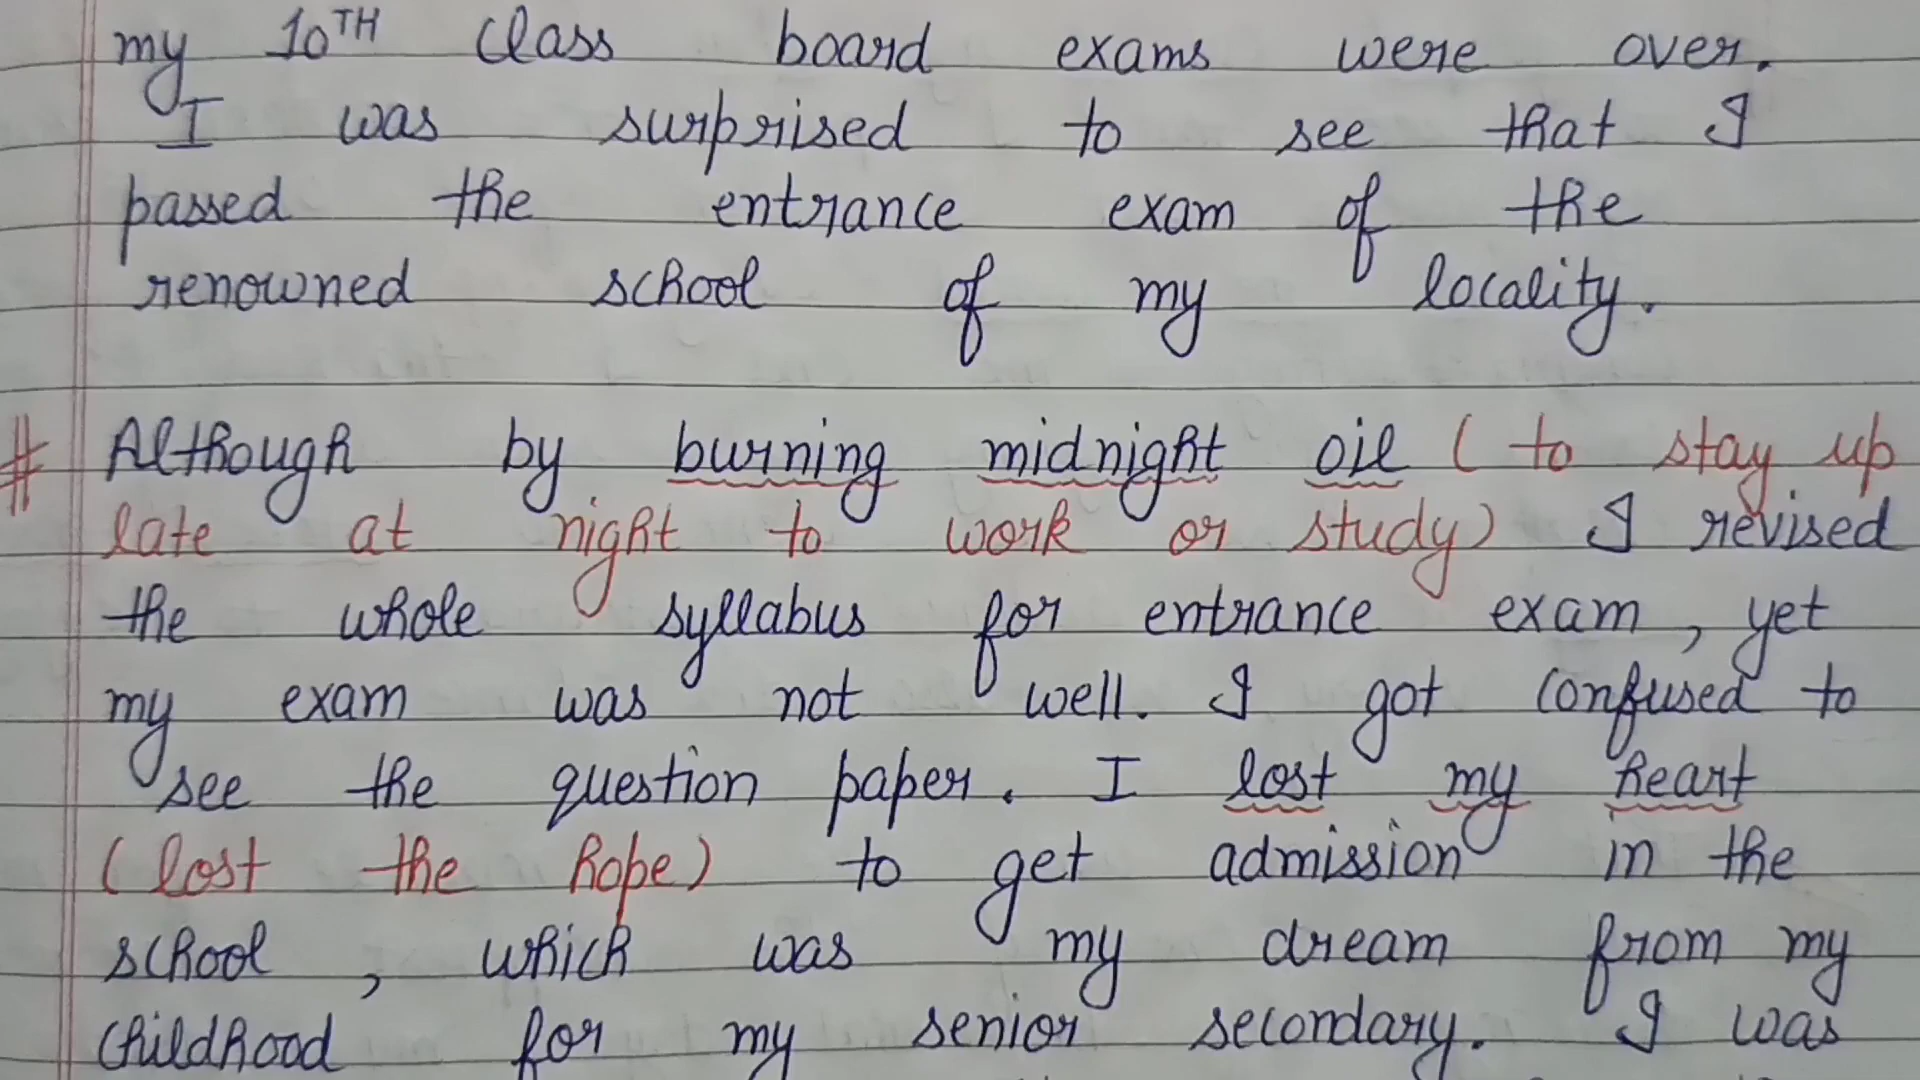 my 10TH class board exams were over.
I was surprised to see that I
passed the entrance exam of the
renowned school of my locality.
# Although by burning midnight oil ( to stay up
late at night to work or study) I revised
the whole syllabus for entrance exam, yet
my exam was not well. I got confused to
see the question paper. I lost my heart
(lost the hope) to get admission in the
school, which was my dream from my
childhood for my senior secondary. I was